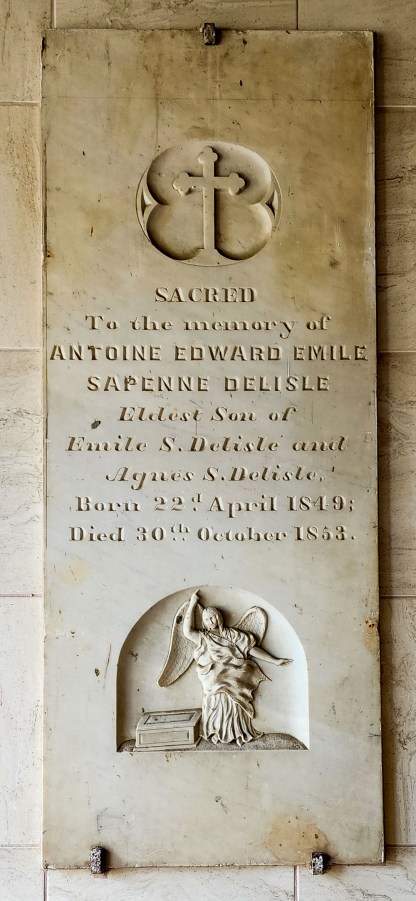 SACRED
To the memory of
ANTOINE EDWARD EMILE
SAPENNE DELISLE
Eldest Son of
Emile S. Delisle and
Agnes S. Delisle,
Born 22d April 1849;
Died 30th October 1853.